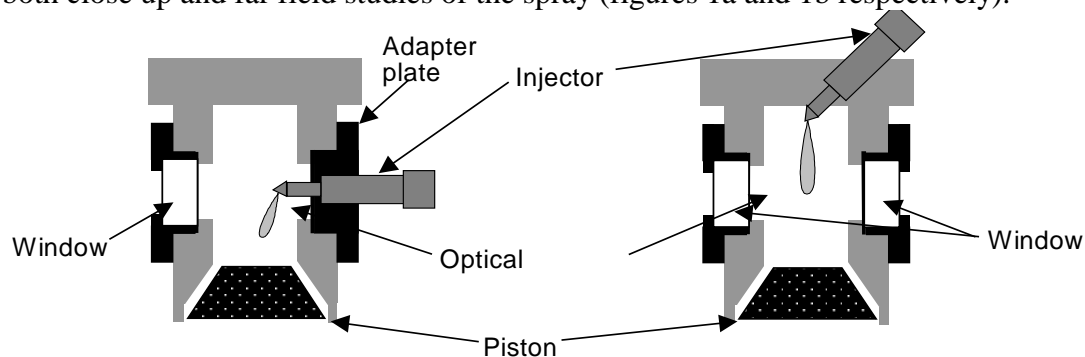 both close up and far field studies of the spray (figures 1a and 1b respectively).
Adapter
plate
Injector
Window
Optical
Window
Piston